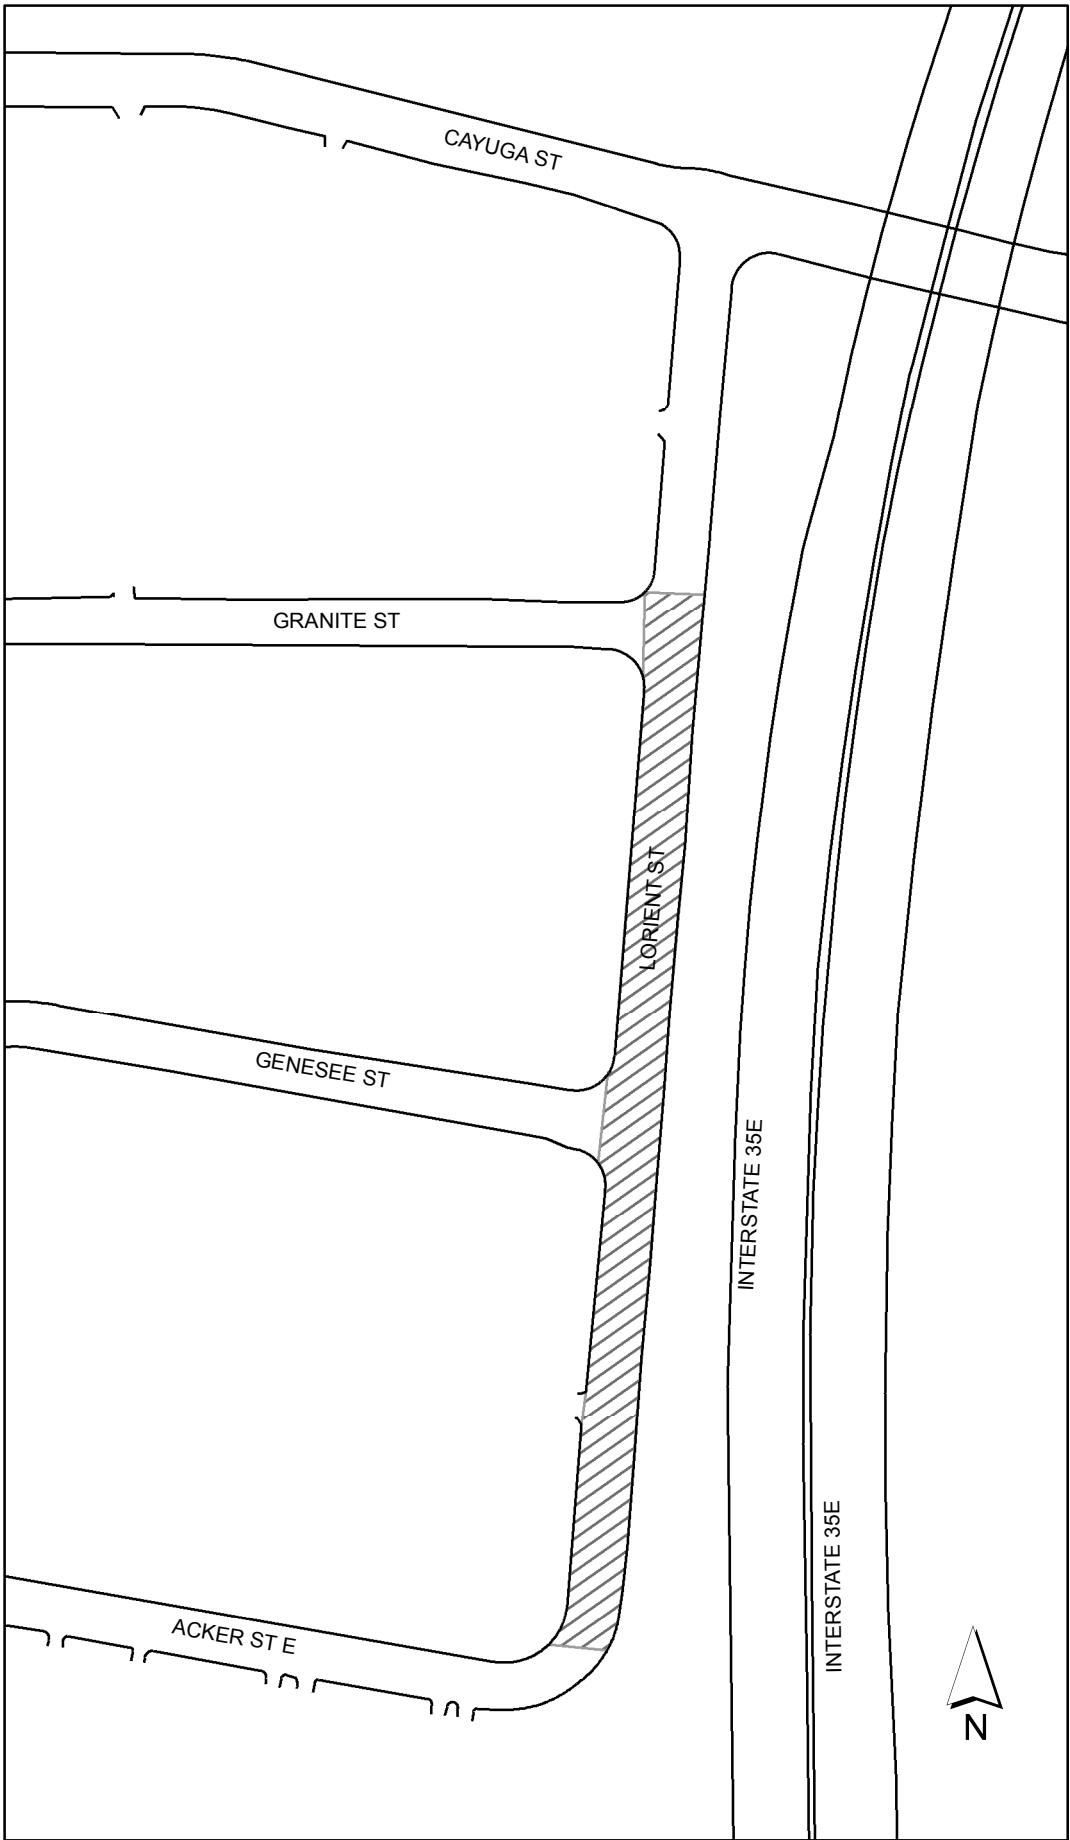 CAYUGA ST
GRANITE ST
LORIENT ST
GENESEE ST
INTERSTATE 35E
INTERSTATE 35E
ACKER ST E
N